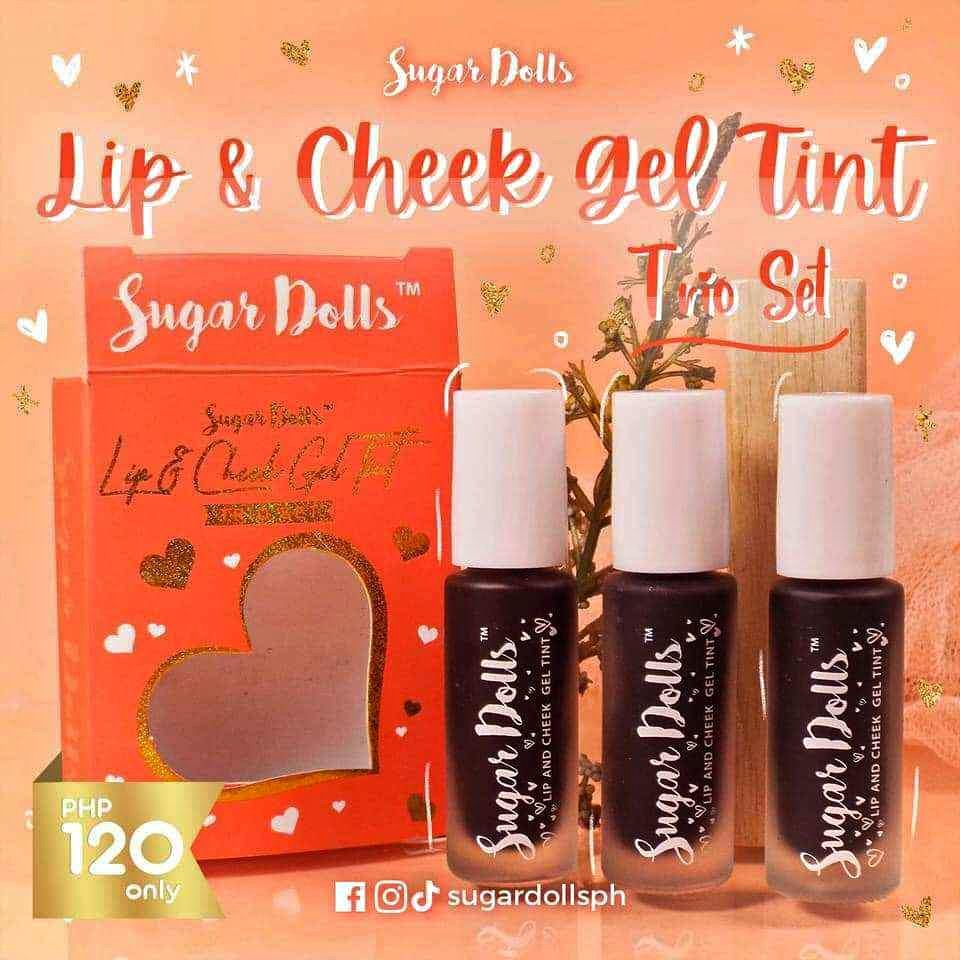 Sugar Dolls
Lip & Cheek Gel Tint
Trio Set
Sugar Dolls™
Sugar Dolls™
Lip & Cheek Gel Tint
Sugar Dolls™
LIP AND CHEEK GEL TINT
Sugar Dolls™
LIP AND CHEEK GEL TINT
Sugar Dolls™
LIP AND CHEEK GEL TINT
PHP
120
only
sugardollsph